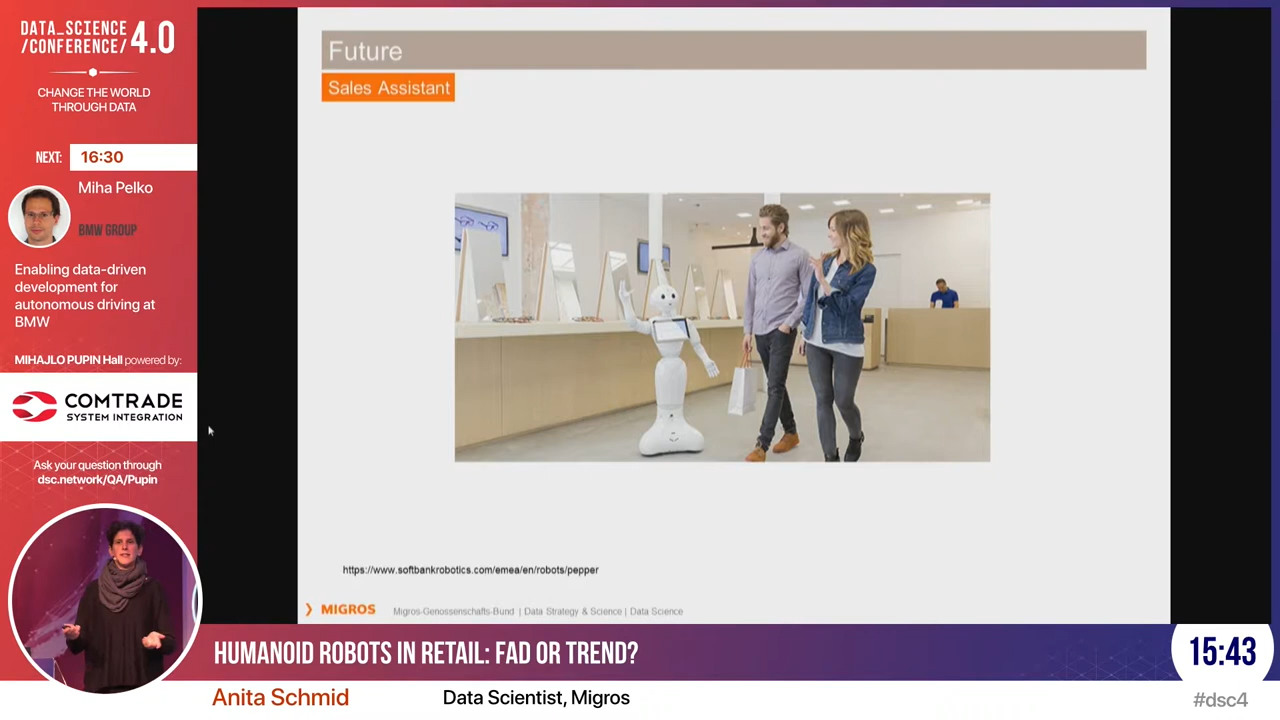 DATA_SCIENCE
/CONFERENCE/ 4.0
CHANGE THE WORLD
THROUGH DATA
NEXT: 16:30
Miha Pelko
BMW GROUP
Enabling data-driven
development for
autonomous driving at
BMW
MIHAJLO PUPIN Hall powered by:
COMTRADE
SYSTEM INTEGRATION
Ask your question through
dsc.network/QA/Pupin
Future
Sales Assistant
https://www.softbankrobotics.com/emea/en/robots/pepper
MIGROS Migros-Genossenschafts-Bund | Data Strategy & Science | Data Science
HUMANOID ROBOTS IN RETAIL: FAD OR TREND?
15:43
Anita Schmid Data Scientist, Migros
#dsc4